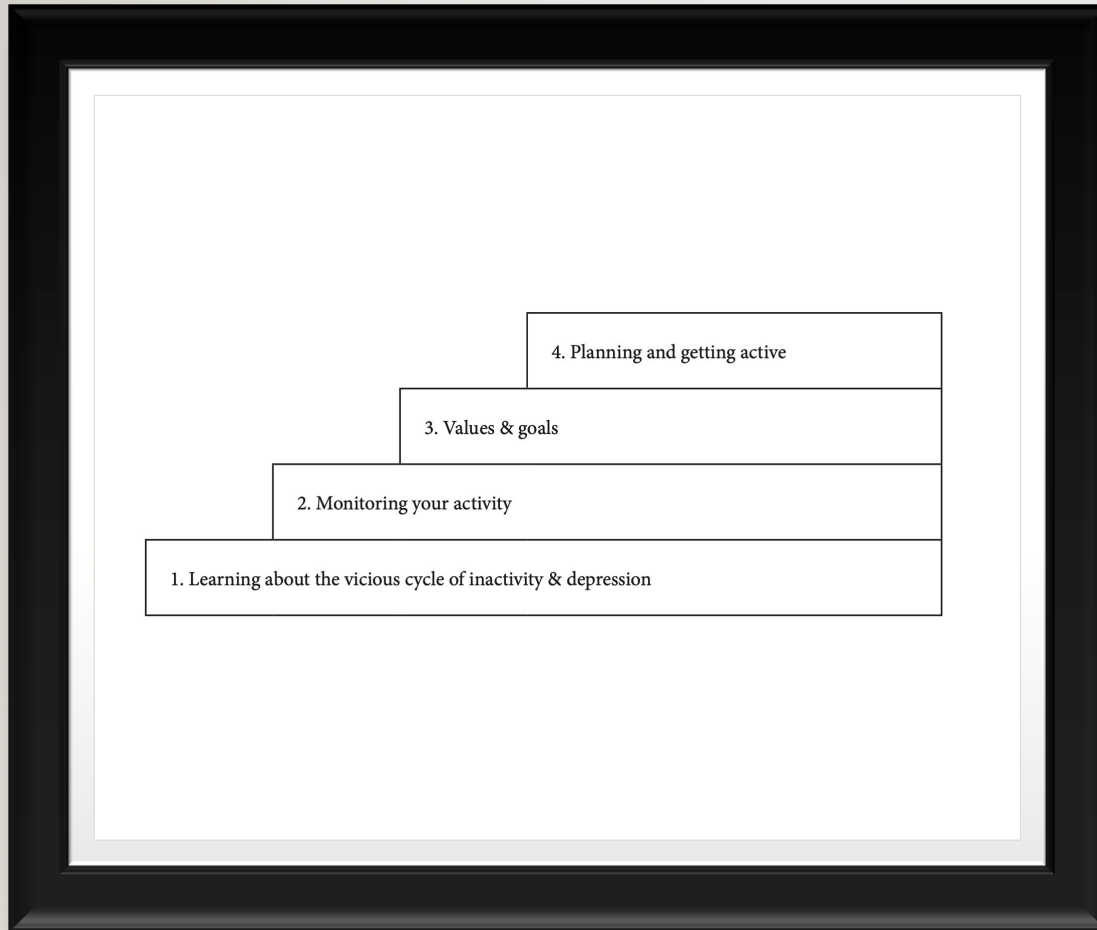 4. Planning and getting active
3. Values & goals
2. Monitoring your activity
1. Learning about the vicious cycle of inactivity & depression